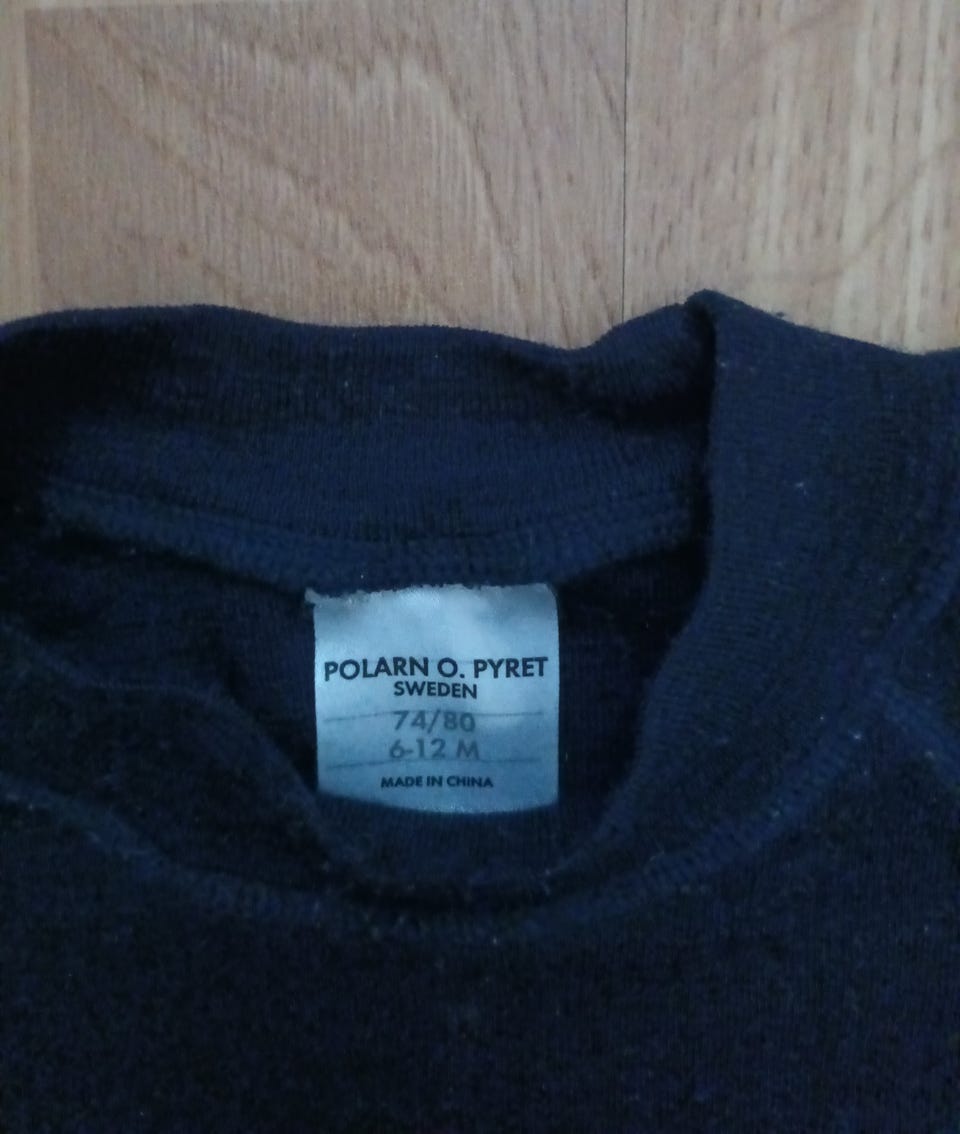 POLARN O. PYRET
SWEDEN
74/80
6-12 M
MADE IN CHINA